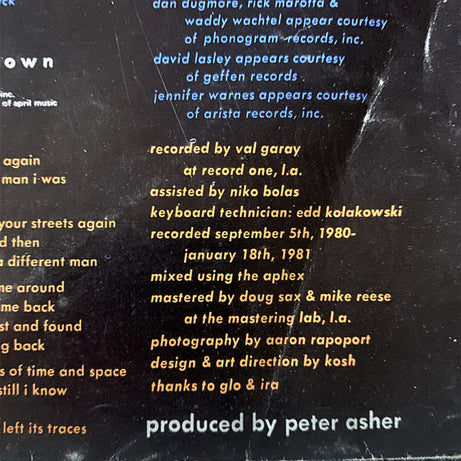 ck
own
inc.
of april music
again
man i was
your streets again
d then
a different man
me around
me back
st and found
g back
s of time and space
still i know
left its traces
dan dugmore, rick marotta &
waddy wachtel appear courtesy
of phonogram records, inc.
david lasley appears courtesy
of geffen records
jennifer warnes appears courtesy
of arista records, inc.
recorded by val garay
at record one, l.a.
assisted by niko bolas
keyboard technician: edd kolakowski
recorded september 5th, 1980-
january 18th, 1981
mixed using the aphex
mastered by doug sax & mike reese
at the mastering lab, l.a.
photography by aaron rapoport
design & art direction by kosh
thanks to glo & ira
produced by peter asher